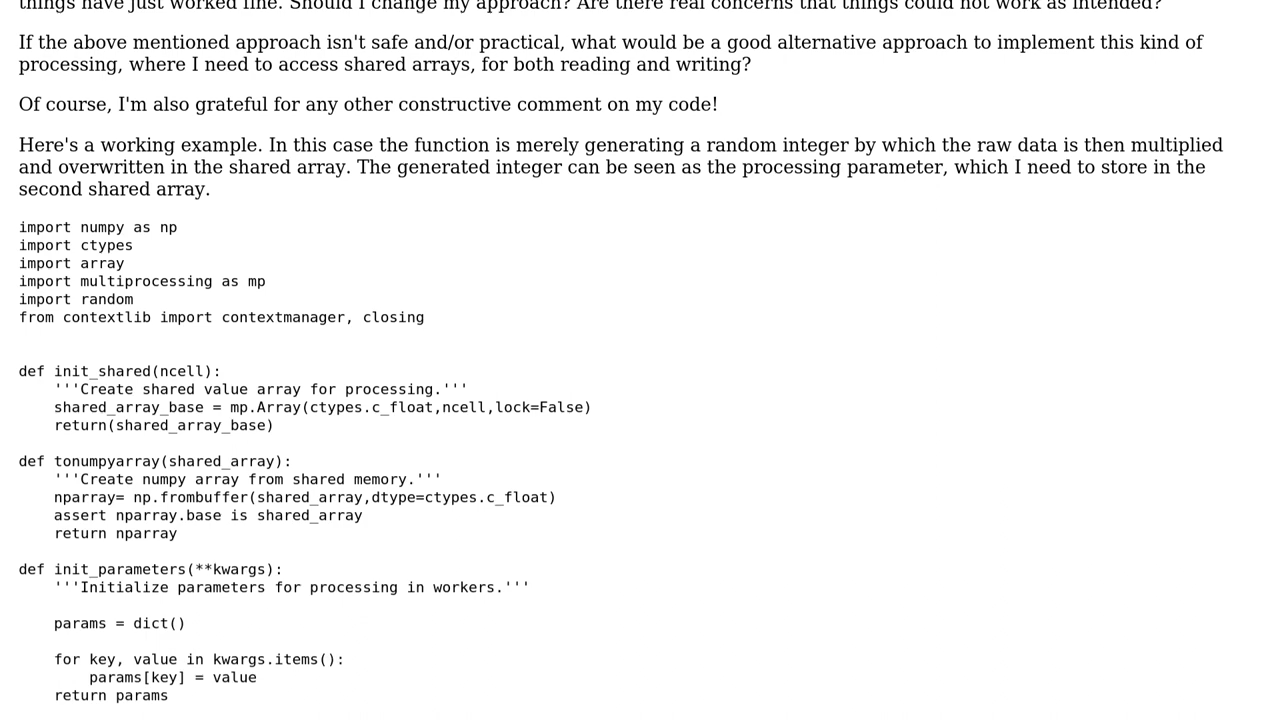 things have just worked fine. Should I change my approach? Are there real concerns that things could not work as intended?
If the above mentioned approach isn't safe and/or practical, what would be a good alternative approach to implement this kind of
processing, where I need to access shared arrays, for both reading and writing?
Of course, I'm also grateful for any other constructive comment on my code!
Here's a working example. In this case the function is merely generating a random integer by which the raw data is then multiplied
and overwritten in the shared array. The generated integer can be seen as the processing parameter, which I need to store in the
second shared array.
import numpy as np
import ctypes
import array
import multiprocessing as mp
import random
from contextlib import contextmanager, closing
def init_shared(ncell):
    '''Create shared value array for processing.'''
    shared_array_base = mp.Array(ctypes.c_float,ncell,lock=False)
    return(shared_array_base)
def tonumpyarray(shared_array):
    '''Create numpy array from shared memory.'''
    nparray= np.frombuffer(shared_array,dtype=ctypes.c_float)
    assert nparray.base is shared_array
    return nparray
def init_parameters(**kwargs):
    '''Initialize parameters for processing in workers.'''
    params = dict()
    for key, value in kwargs.items():
        params[key] = value
    return params